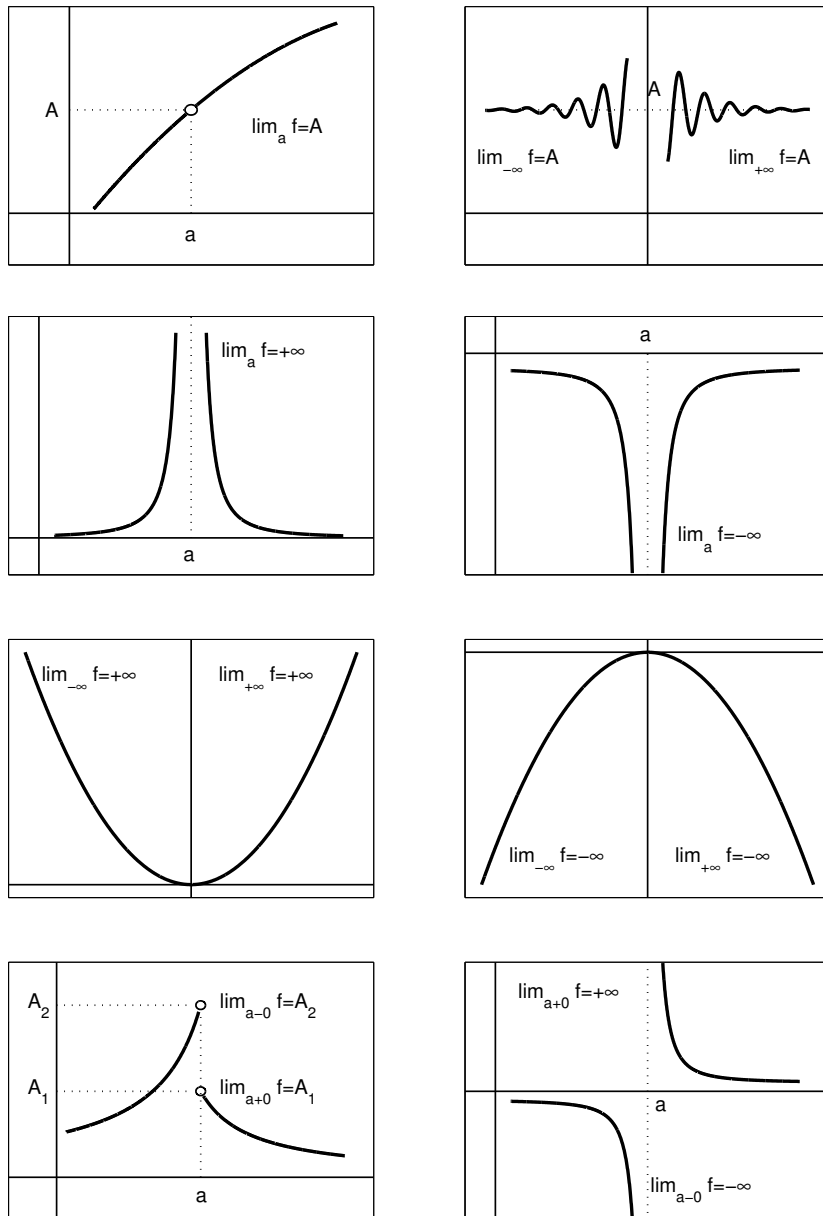 A
lim_a f=A
a
A
lim_−∞ f=A
lim_+∞ f=A
lim_a f=+∞
a
a
lim_a f=−∞
lim_−∞ f=+∞
lim_+∞ f=+∞
lim_−∞ f=−∞
lim_+∞ f=−∞
A_2
lim_a−0 f=A_2
A_1
lim_a+0 f=A_1
a
lim_a+0 f=+∞
a
lim_a−0 f=−∞